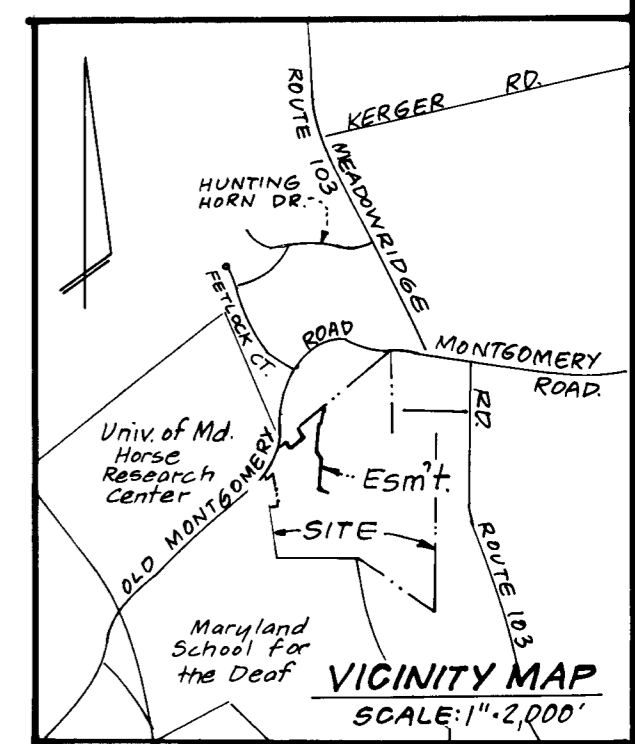 ROUTE 103
KERGER RD.
MEADOWRIDGE
HUNTING
HORN DR.
FETLOCK CT.
ROAD
MONTGOMERY
ROAD.
RD.
Univ. of Md.
Horse
Research
Center
Esm't.
OLD MONTGOMERY
SITE
ROUTE 103
Maryland
School for
the Deaf
VICINITY MAP
SCALE: 1"=2,000'